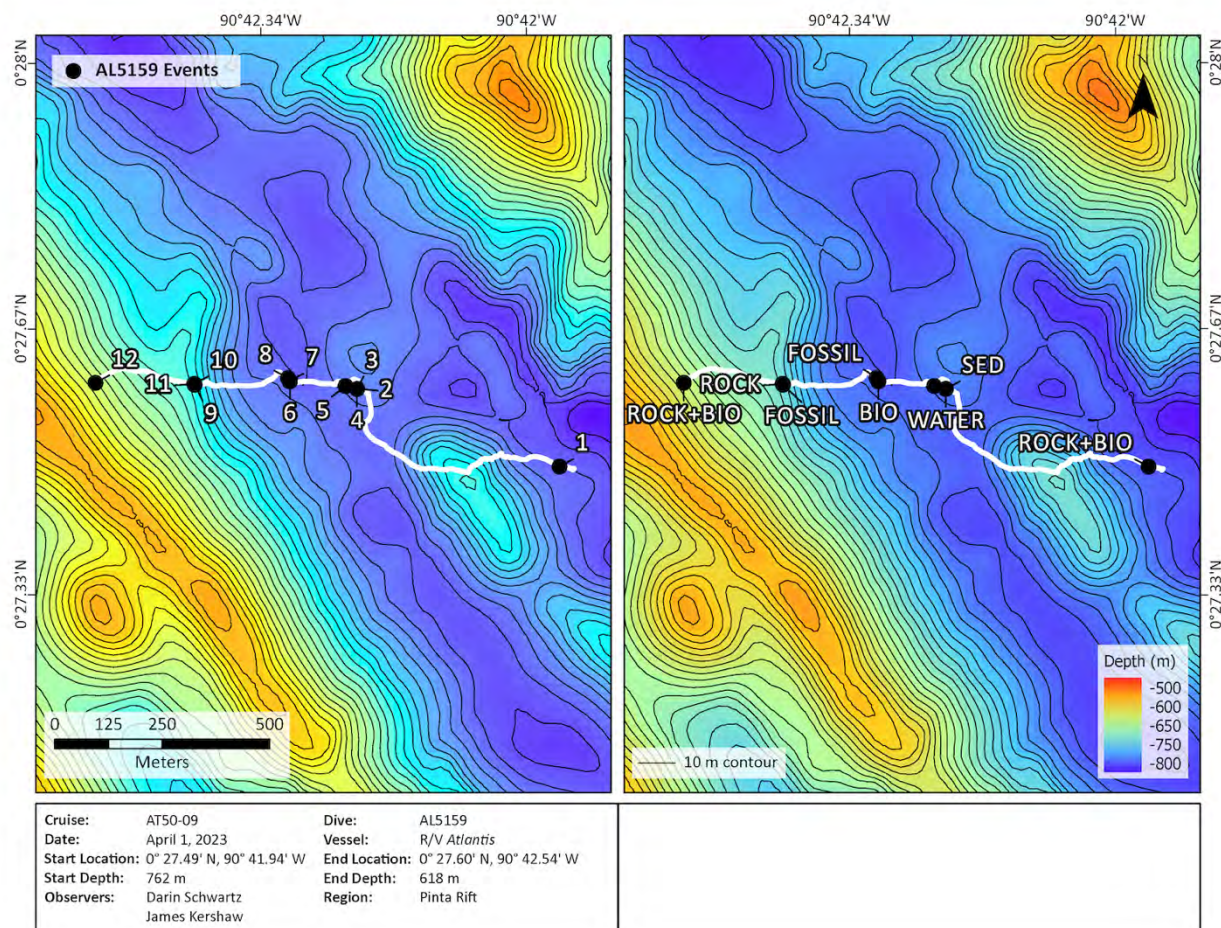 90°42.34'W
90°42'W
90°42.34'W
90°42'W
0°28'N
AL5159 Events
N
0°28'N
0°27.67'N
0°27.67'N
12
11
10
9
8
7
6
5
3
2
4
1
FOSSIL
SED
ROCK
ROCK+BIO
FOSSIL
BIO
WATER
ROCK+BIO
0°27.33'N
0°27.33'N
0 125 250 500
Meters
10 m contour
Depth (m)
-500
-600
-650
-750
-800
Cruise: AT50-09 Dive: AL5159
Date: April 1, 2023 Vessel: R/V Atlantis
Start Location: 0° 27.49' N, 90° 41.94' W End Location: 0° 27.60' N, 90° 42.54' W
Start Depth: 762 m End Depth: 618 m
Observers: Darin Schwartz Region: Pinta Rift
James Kershaw